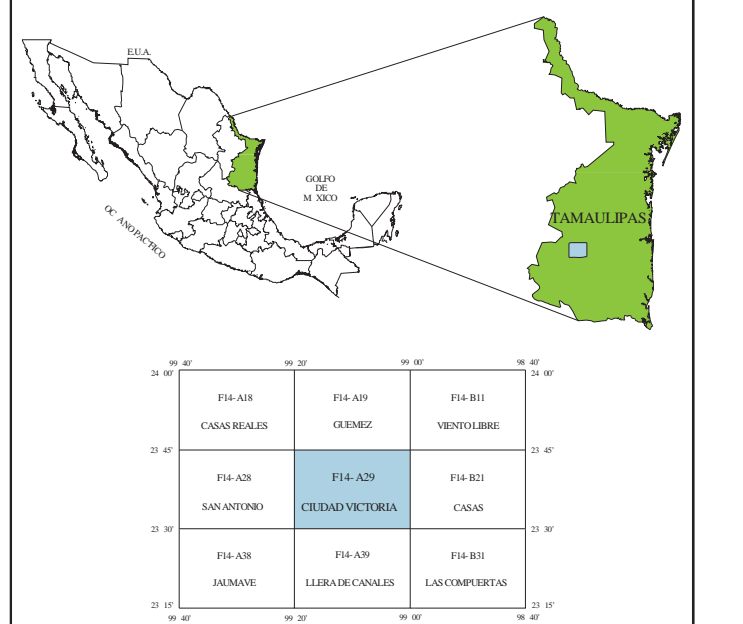 E.U.A.
GOLFO
DE
M XICO
OC ANO PAC TICO
TAMAULIPAS
99 40' 99 20' 99 00' 98 40'
24 00' 24 00'
F14- A18 F14- A19 F14- B11
CASAS REALES GUEMEZ VIENTO LIBRE
23 45' 23 45'
F14- A28 F14- A29 F14- B21
SAN ANTONIO CIUDAD VICTORIA CASAS
23 30' 23 30'
F14- A38 F14- A39 F14- B31
JAUMAVE LLERA DE CANALES LAS COMPUERTAS
23 15' 23 15'
99 40' 99 20' 99 00' 98 40'